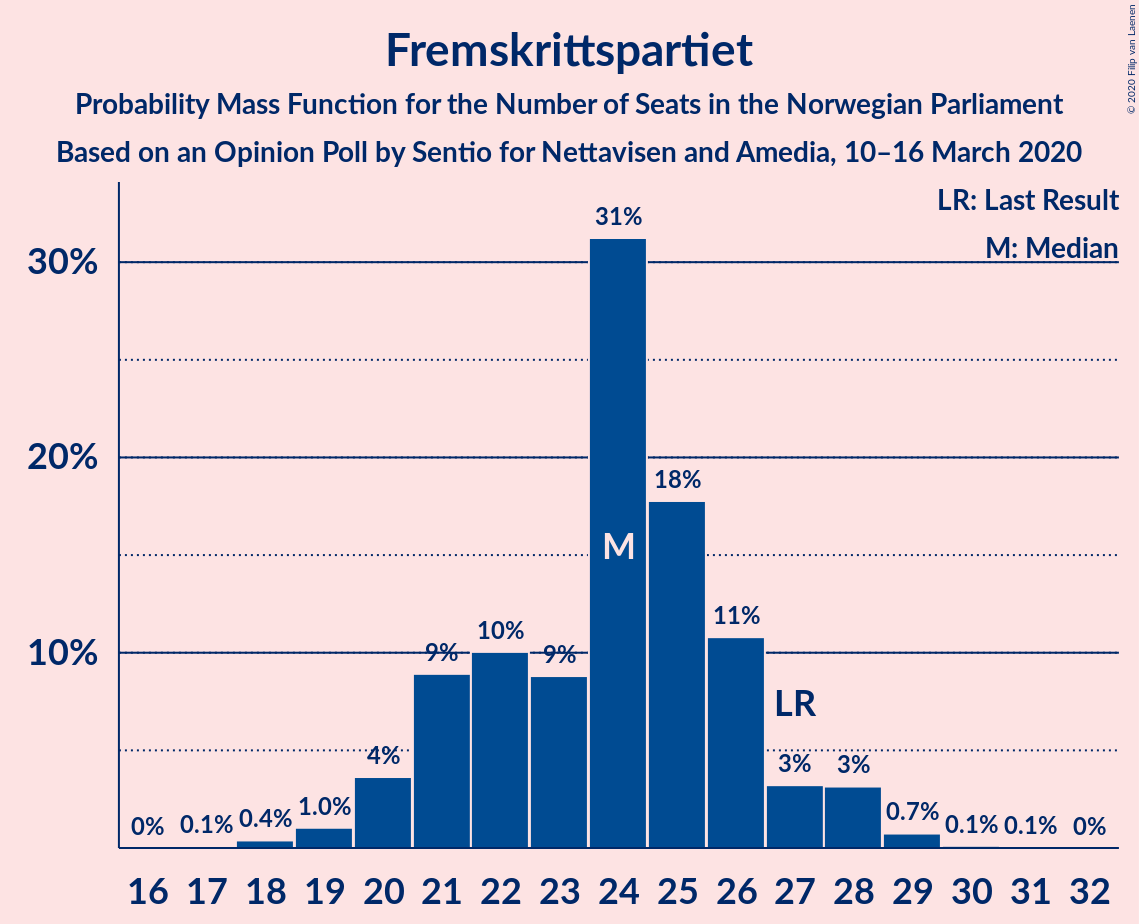 Fremskrittspartiet
Probability Mass Function for the Number of Seats in the Norwegian Parliament
Based on an Opinion Poll by Sentio for Nettavisen and Amedia, 10–16 March 2020
© 2020 Filip van Laenen
LR: Last Result
M: Median
30%
20%
10%
0% 0.1% 0.4% 1.0% 4% 9% 10% 9% 31% 18% 11% 3% 3% 0.7% 0.1% 0.1% 0%
M
LR
16 17 18 19 20 21 22 23 24 25 26 27 28 29 30 31 32